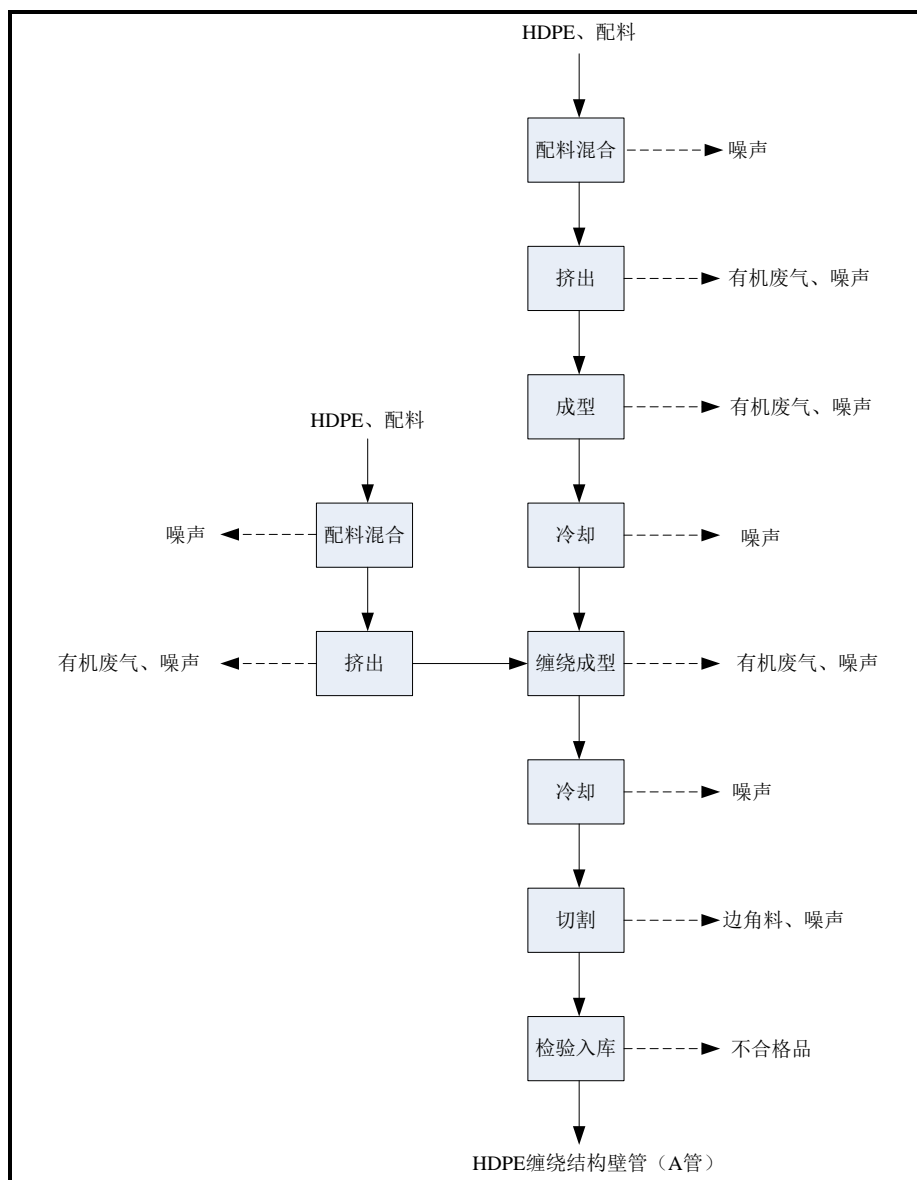 HDPE、配料
配料混合
噪声
挤出
有机废气、噪声
成型
有机废气、噪声
HDPE、配料
噪声
配料混合
冷却
噪声
有机废气、噪声
挤出
缠绕成型
有机废气、噪声
冷却
噪声
切割
边角料、噪声
检验入库
不合格品
HDPE缠绕结构壁管（A管）